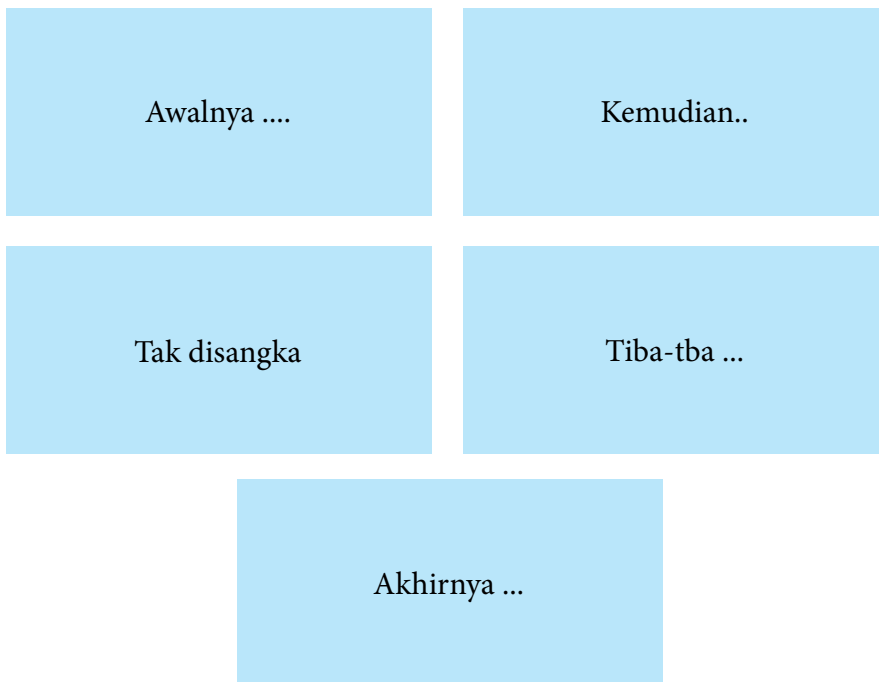 Awalnya ....
Kemudian..
Tak disangka
Tiba-tba ...
Akhirnya ...